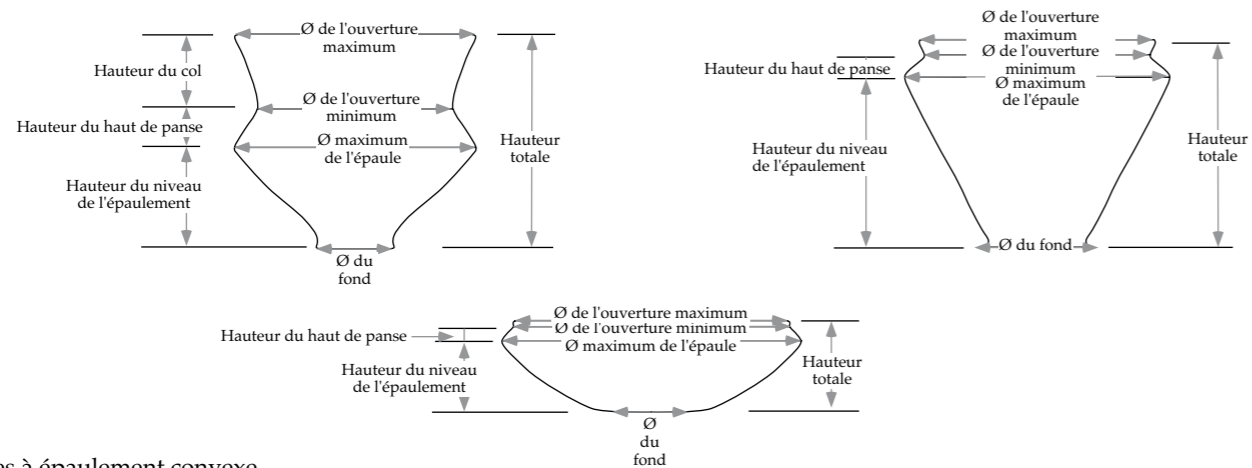 Ø de l'ouverture
maximum
Hauteur du col
Ø de l'ouverture
minimum
Hauteur du haut de panse
Ø maximum
de l'épaule
Hauteur
totale
Hauteur du niveau
de l'épaulement
Ø du
fond
Ø de l'ouverture
maximum
Ø de l'ouverture
minimum
Hauteur du haut de panse
Ø maximum
de l'épaule
Hauteur du niveau
de l'épaulement
Hauteur
totale
Ø du fond
Ø de l'ouverture maximum
Ø de l'ouverture minimum
Hauteur du haut de panse
Ø maximum de l'épaule
Hauteur du niveau
de l'épaulement
Hauteur
totale
Ø
du
fond
à épaulement convexe